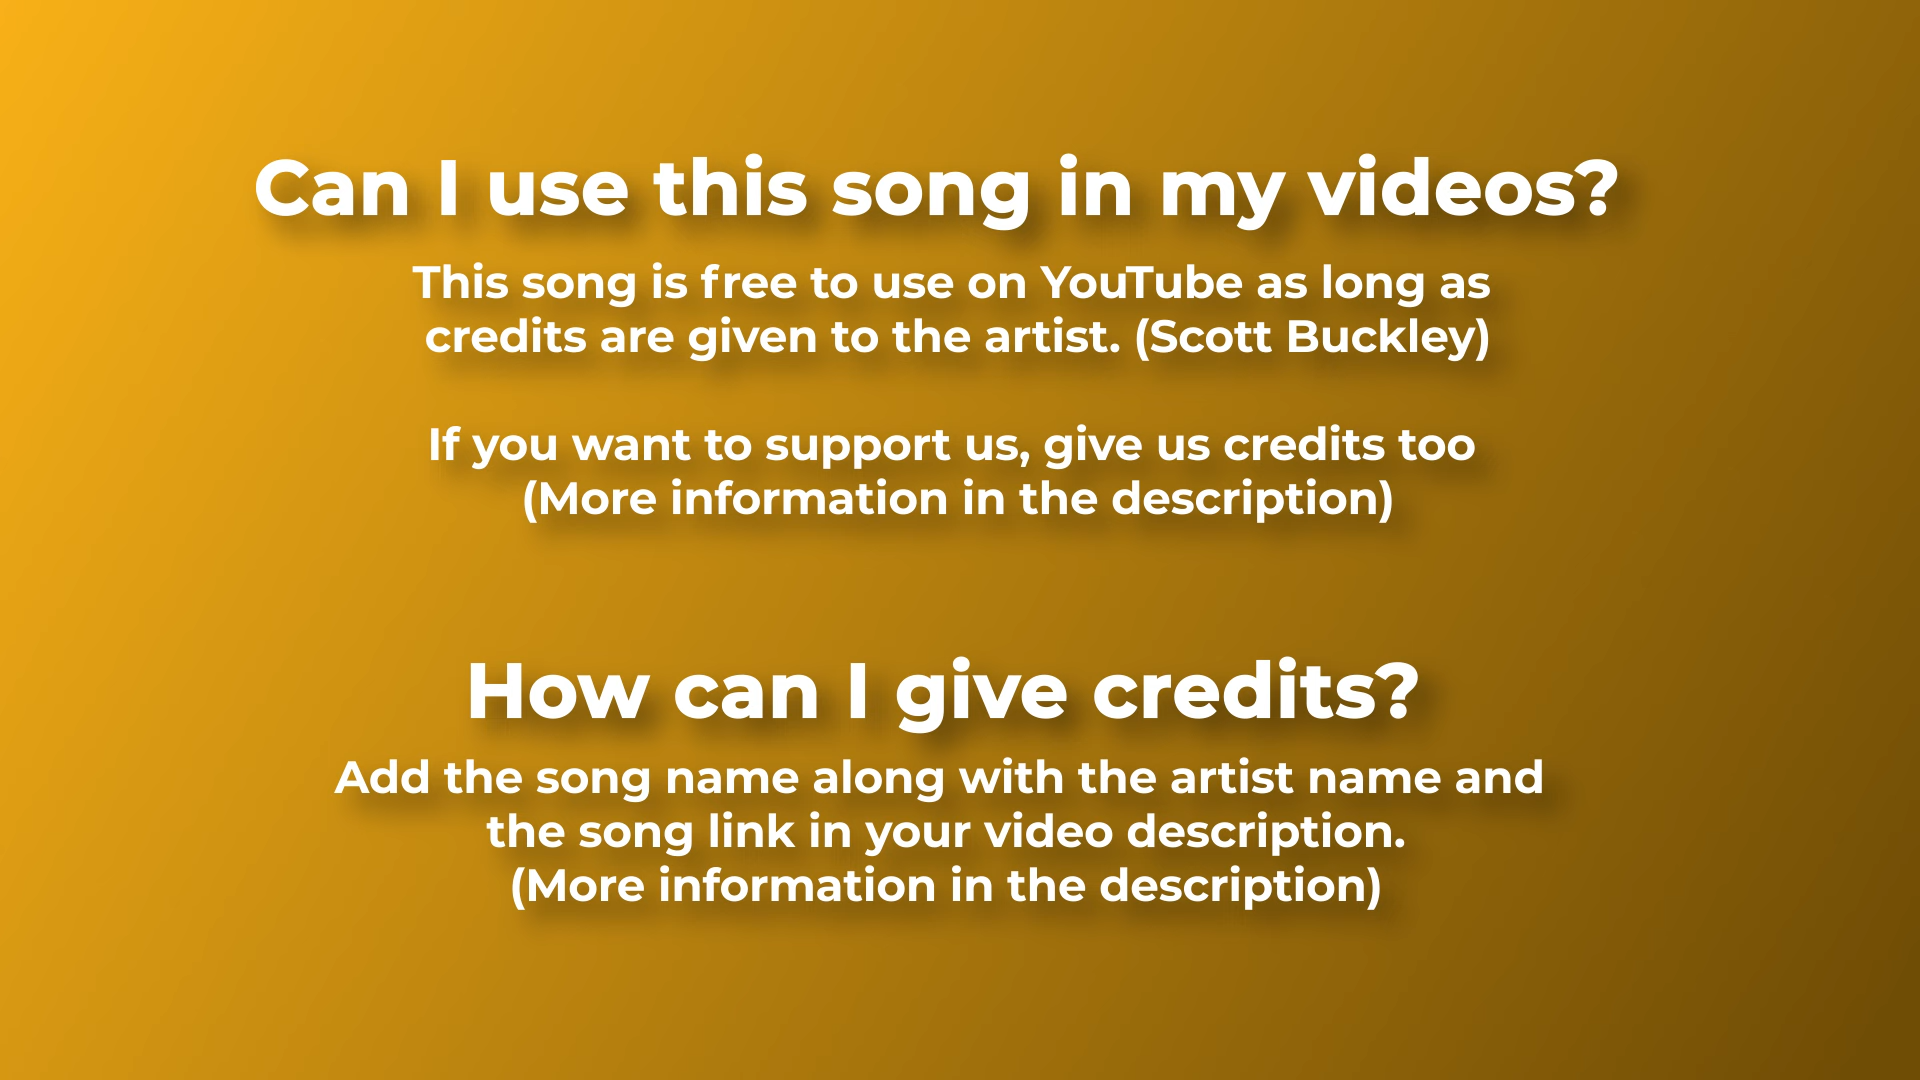 Can I use this song in my videos?
This song is free to use on YouTube as long as
credits are given to the artist. (Scott Buckley)
If you want to support us, give us credits too
(More information in the description)
How can I give credits?
Add the song name along with the artist name and
the song link in your video description.
(More information in the description)